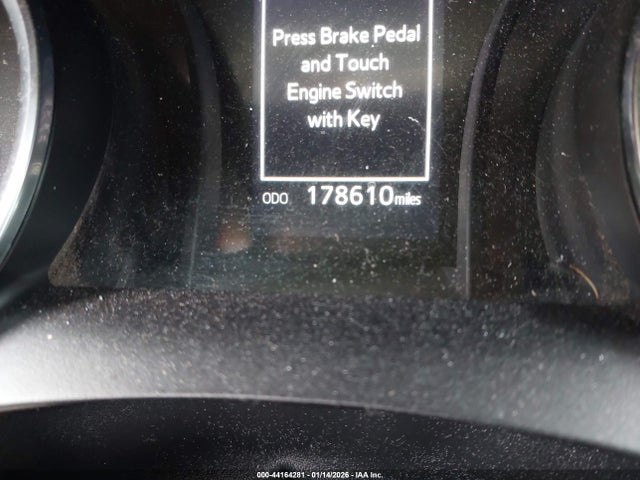 Press Brake Pedal
and Touch
Engine Switch
with Key
ODO 178610 miles
000-44164281 - 01/14/2026 - IAA Inc.